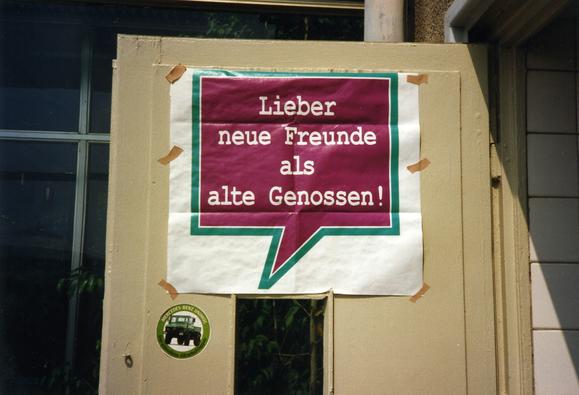 Lieber
neue Freunde
als
alte Genossen!